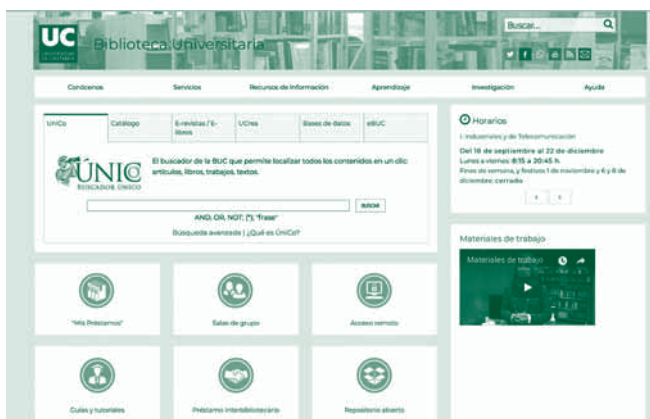 Buscar...
UC
Biblioteca Universitaria
Conócenos Servicios Recursos de Información Aprendizaje Investigación Ayuda
UniCo Catálogo E-revistas / E-libros UCrea Bases de datos eBUC
ÚNICO
BUSCADOR ÚNICO
El buscador de la BUC que permite localizar todos los contenidos en un clic:
artículos, libros, trabajos, textos.
BUSCAR
AND, OR, NOT; (*); "frase"
Búsqueda avanzada | ¿Qué es ÚniCo?
Horarios
I. Industriales y de Telecomunicación
Del 18 de septiembre al 22 de diciembre
Lunes a viernes: 8:15 a 20:45 h.
Fines de semana, y festivos 1 de noviembre y 6 y 8 de
diciembre: cerrado
Materiales de trabajo
Materiales de trabajo
"Mis Préstamos" Salas de grupo Acceso remoto
Guías y tutoriales Préstamo interbibliotecario Repositorio abierto